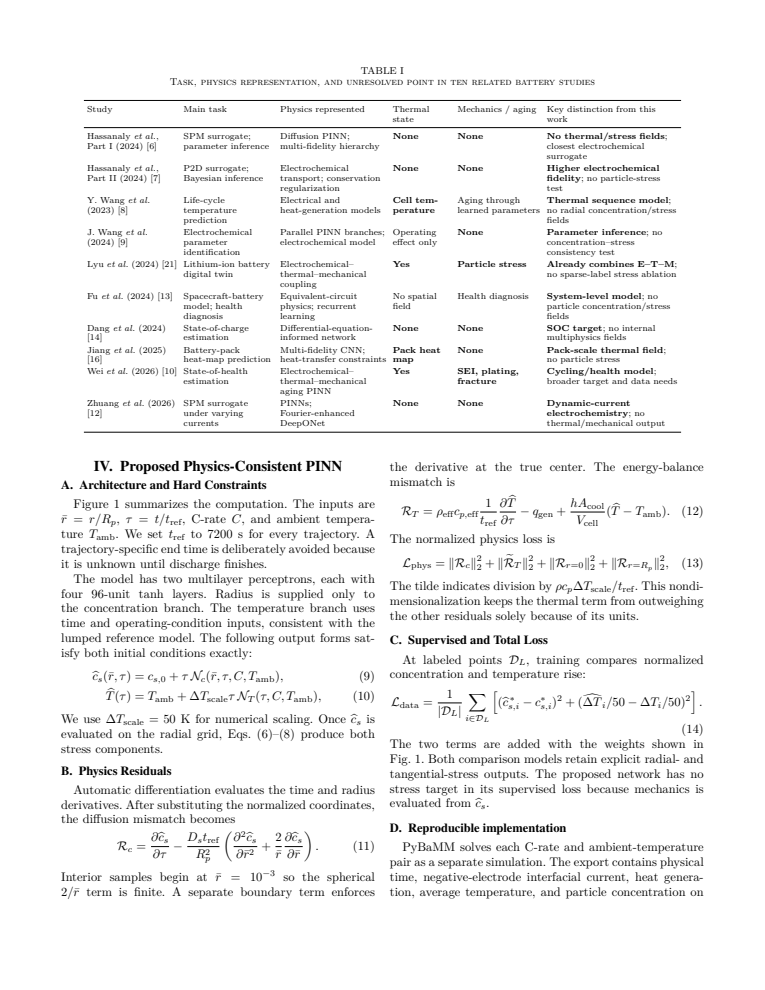 TABLE I
Task, physics representation, and unresolved point in ten related battery studies
Study Main task Physics represented Thermal state Mechanics / aging Key distinction from this work
Hassanaly et al., Part I (2024) [6] SPM surrogate; parameter inference Diffusion PINN; multi-fidelity hierarchy None None No thermal/stress fields; closest electrochemical surrogate
Hassanaly et al., Part II (2024) [7] P2D surrogate; Bayesian inference Electrochemical transport; conservation regularization None None Higher electrochemical fidelity; no particle-stress test
Y. Wang et al. (2023) [8] Life-cycle temperature prediction Electrical and heat-generation models Cell temperature Aging through learned parameters Thermal sequence model; no radial concentration/stress fields
J. Wang et al. (2024) [9] Electrochemical parameter identification Parallel PINN branches; electrochemical model Operating effect only None Parameter inference; no concentration–stress consistency test
Lyu et al. (2024) [21] Lithium-ion battery digital twin Electrochemical–thermal–mechanical coupling Yes Particle stress Already combines E–T–M; no sparse-label stress ablation
Fu et al. (2024) [13] Spacecraft-battery model; health diagnosis Equivalent-circuit physics; recurrent learning No spatial field Health diagnosis System-level model; no particle concentration/stress fields
Dang et al. (2024) [14] State-of-charge estimation Differential-equation-informed network None None SOC target; no internal multiphysics fields
Jiang et al. (2025) [16] Battery-pack heat-map prediction Multi-fidelity CNN; heat-transfer constraints Pack heat map None Pack-scale thermal field; no particle stress
Wei et al. (2026) [10] State-of-health estimation Electrochemical–thermal–mechanical aging PINN Yes SEI, plating, fracture Cycling/health model; broader target and data needs
Zhuang et al. (2026) [12] SPM surrogate under varying currents PINNs; Fourier-enhanced DeepONet None None Dynamic-current electrochemistry; no thermal/mechanical output
IV. Proposed Physics-Consistent PINN
A. Architecture and Hard Constraints
Figure 1 summarizes the computation. The inputs are
r̄ = r/R_p, τ = t/t_ref, C-rate C, and ambient tempera-
ture T_amb. We set t_ref to 7200 s for every trajectory. A
trajectory-specific end time is deliberately avoided because
it is unknown until discharge finishes.
The model has two multilayer perceptrons, each with
four 96-unit tanh layers. Radius is supplied only to
the concentration branch. The temperature branch uses
time and operating-condition inputs, consistent with the
lumped reference model. The following output forms sat-
isfy both initial conditions exactly:
ĉ_s(r̄, τ) = c_{s,0} + τ N_c(r̄, τ, C, T_amb), (9)
T̂(τ) = T_amb + ΔT_scale τ N_T(τ, C, T_amb), (10)
We use ΔT_scale = 50 K for numerical scaling. Once ĉ_s is
evaluated on the radial grid, Eqs. (6)–(8) produce both
stress components.
B. Physics Residuals
Automatic differentiation evaluates the time and radius
derivatives. After substituting the normalized coordinates,
the diffusion mismatch becomes
R_c = ∂ĉ_s/∂τ − D_s t_ref/R_p² (∂²ĉ_s/∂r̄² + 2/r̄ ∂ĉ_s/∂r̄). (11)
Interior samples begin at r̄ = 10⁻³ so the spherical
2/r̄ term is finite. A separate boundary term enforces
the derivative at the true center. The energy-balance
mismatch is
R_T = ρ_eff c_{p,eff} 1/t_ref ∂T̂/∂τ − q_gen + hA_cool/V_cell (T̂ − T_amb). (12)
The normalized physics loss is
L_phys = ‖R_c‖₂² + ‖R̃_T‖₂² + ‖R_{r=0}‖₂² + ‖R_{r=R_p}‖₂², (13)
The tilde indicates division by ρc_pΔT_scale/t_ref. This nondi-
mensionalization keeps the thermal term from outweighing
the other residuals solely because of its units.
C. Supervised and Total Loss
At labeled points D_L, training compares normalized
concentration and temperature rise:
L_data = 1/|D_L| ∑_{i∈D_L} [(ĉ*_{s,i} − c*_{s,i})² + (ΔT̂_i/50 − ΔT_i/50)²].
(14)
The two terms are added with the weights shown in
Fig. 1. Both comparison models retain explicit radial- and
tangential-stress outputs. The proposed network has no
stress target in its supervised loss because mechanics is
evaluated from ĉ_s.
D. Reproducible implementation
PyBaMM solves each C-rate and ambient-temperature
pair as a separate simulation. The export contains physical
time, negative-electrode interfacial current, heat genera-
tion, average temperature, and particle concentration on